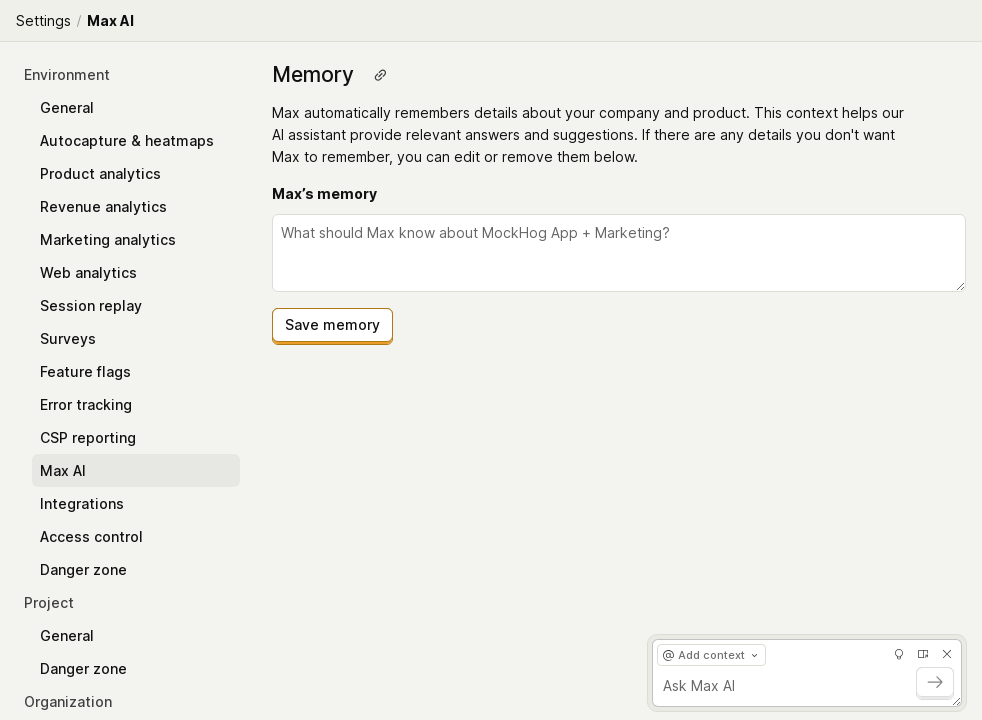 Settings / Max AI
Environment
General
Autocapture & heatmaps
Product analytics
Revenue analytics
Marketing analytics
Web analytics
Session replay
Surveys
Feature flags
Error tracking
CSP reporting
Max AI
Integrations
Access control
Danger zone
Project
General
Danger zone
Organization
Memory
Max automatically remembers details about your company and product. This context helps our
AI assistant provide relevant answers and suggestions. If there are any details you don't want
Max to remember, you can edit or remove them below.
Max’s memory
What should Max know about MockHog App + Marketing?
Save memory
@ Add context
Ask Max AI